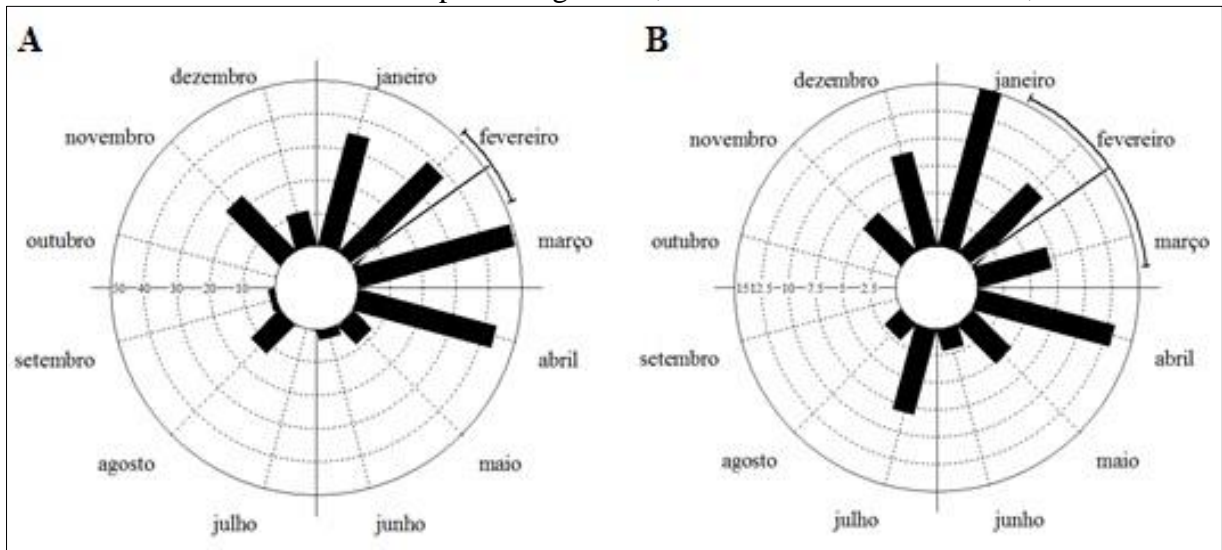 A
B
dezembro
janeiro
novembro
fevereiro
outubro
março
50 40 30 20 10
setembro
abril
agosto
maio
julho
junho
dezembro
janeiro
novembro
fevereiro
outubro
março
15 12.5 10 7.5 5 2.5
setembro
abril
agosto
maio
julho
junho